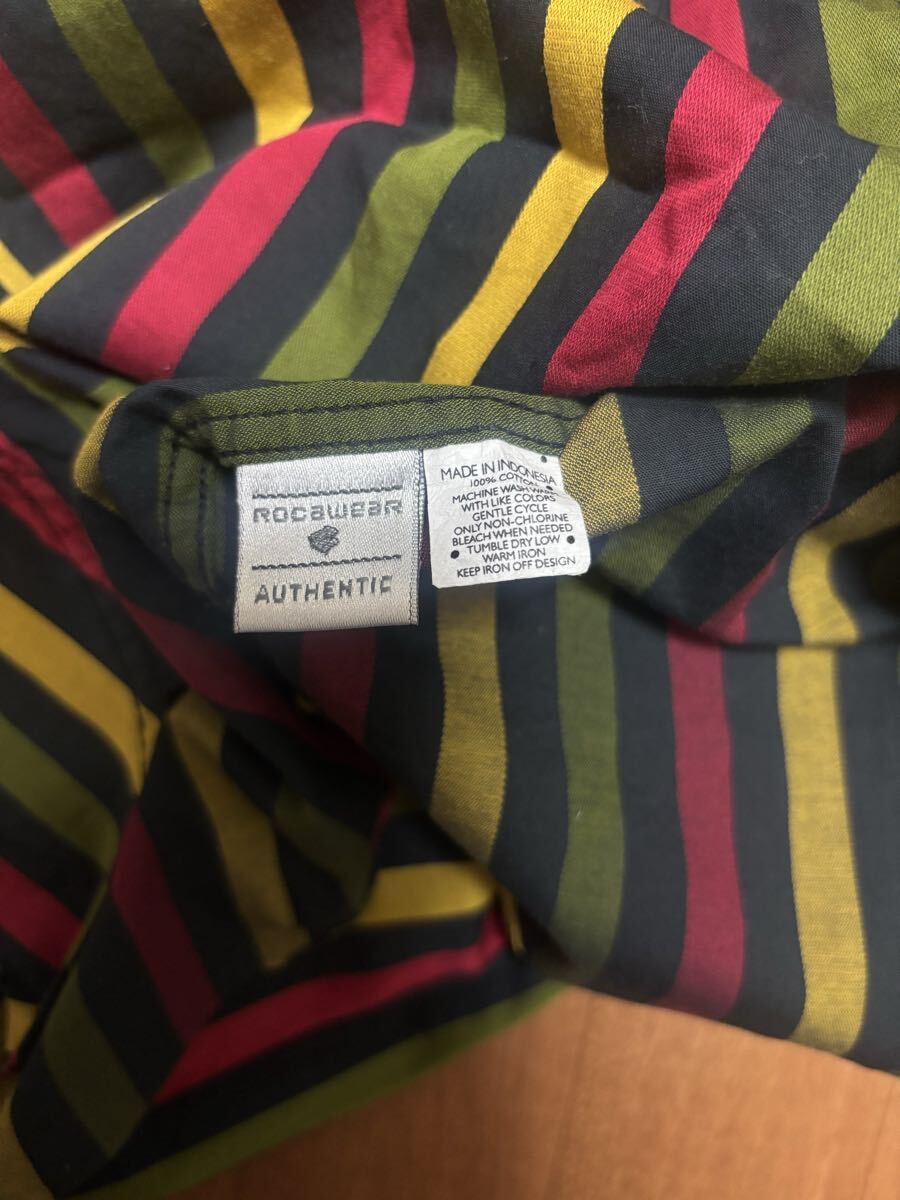 ROCAWEAR
AUTHENTIC
MADE IN INDONESIA
100% COTTON
MACHINE WASH
WITH LIKE COLORS
GENTLE CYCLE
ONLY NON-CHLORINE
BLEACH WHEN NEEDED
TUMBLE DRY LOW
WARM IRON
KEEP IRON OFF DESIGN